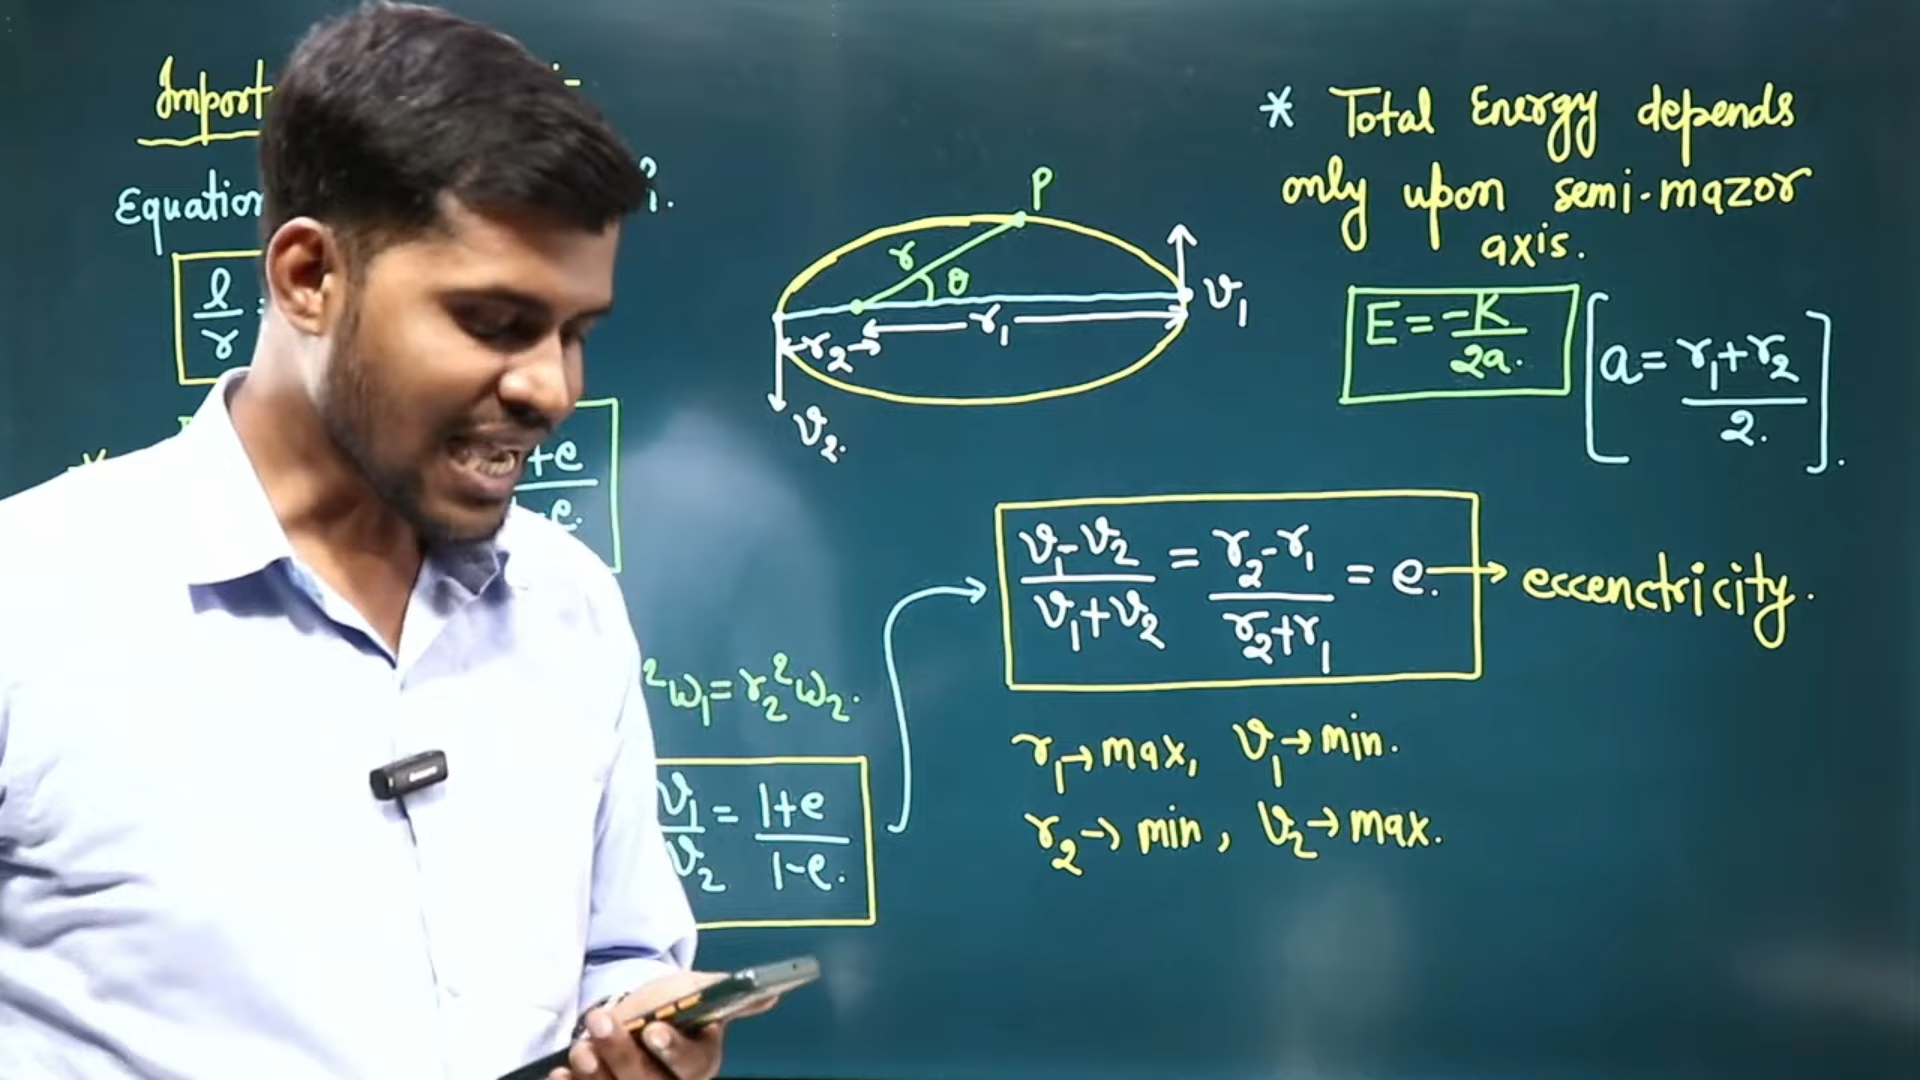 Import
Equation
l/r
+e
-e.
²ω₁=r₂²ω₂.
v₁/v₂ = 1+e/1-e.
P
r
θ
r₁
r₂
v₁
v₂.
* Total Energy depends
only upon semi-mazor
axis.
E = -K/2a.
[a = r₁+r₂/2.].
v₁-v₂/v₁+v₂ = r₂-r₁/r₂+r₁ = e. → eccenctricity.
r₁→max, v₁→min.
r₂→ min, v₂→max.